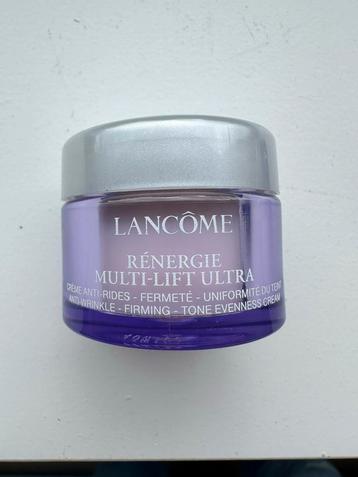 LANCÔME
RÉNERGIE
MULTI-LIFT ULTRA
CRÈME ANTI-RIDES - FERMETÉ - UNIFORMITÉ DU TEINT
ANTI-WRINKLE - FIRMING - TONE EVENNESS CREAM